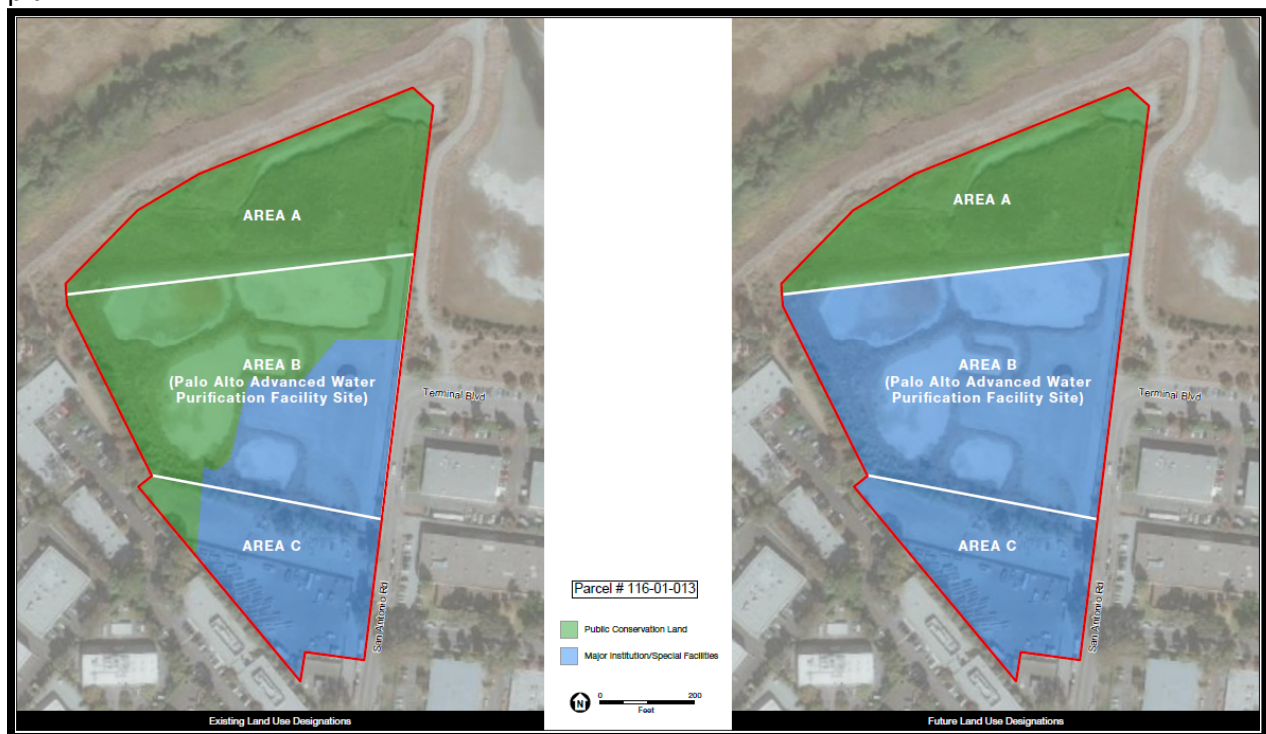 AREA A
AREA B
(Palo Alto Advanced Water
Purification Facility Site)
Terminal Blvd
AREA C
San Antonio Rd
Existing Land Use Designations
Parcel # 116-01-013
Public Conservation Land
Major Institution/Special Facilities
N
0 200
Feet
AREA A
AREA B
(Palo Alto Advanced Water
Purification Facility Site)
Terminal Blvd
AREA C
San Antonio Rd
Future Land Use Designations